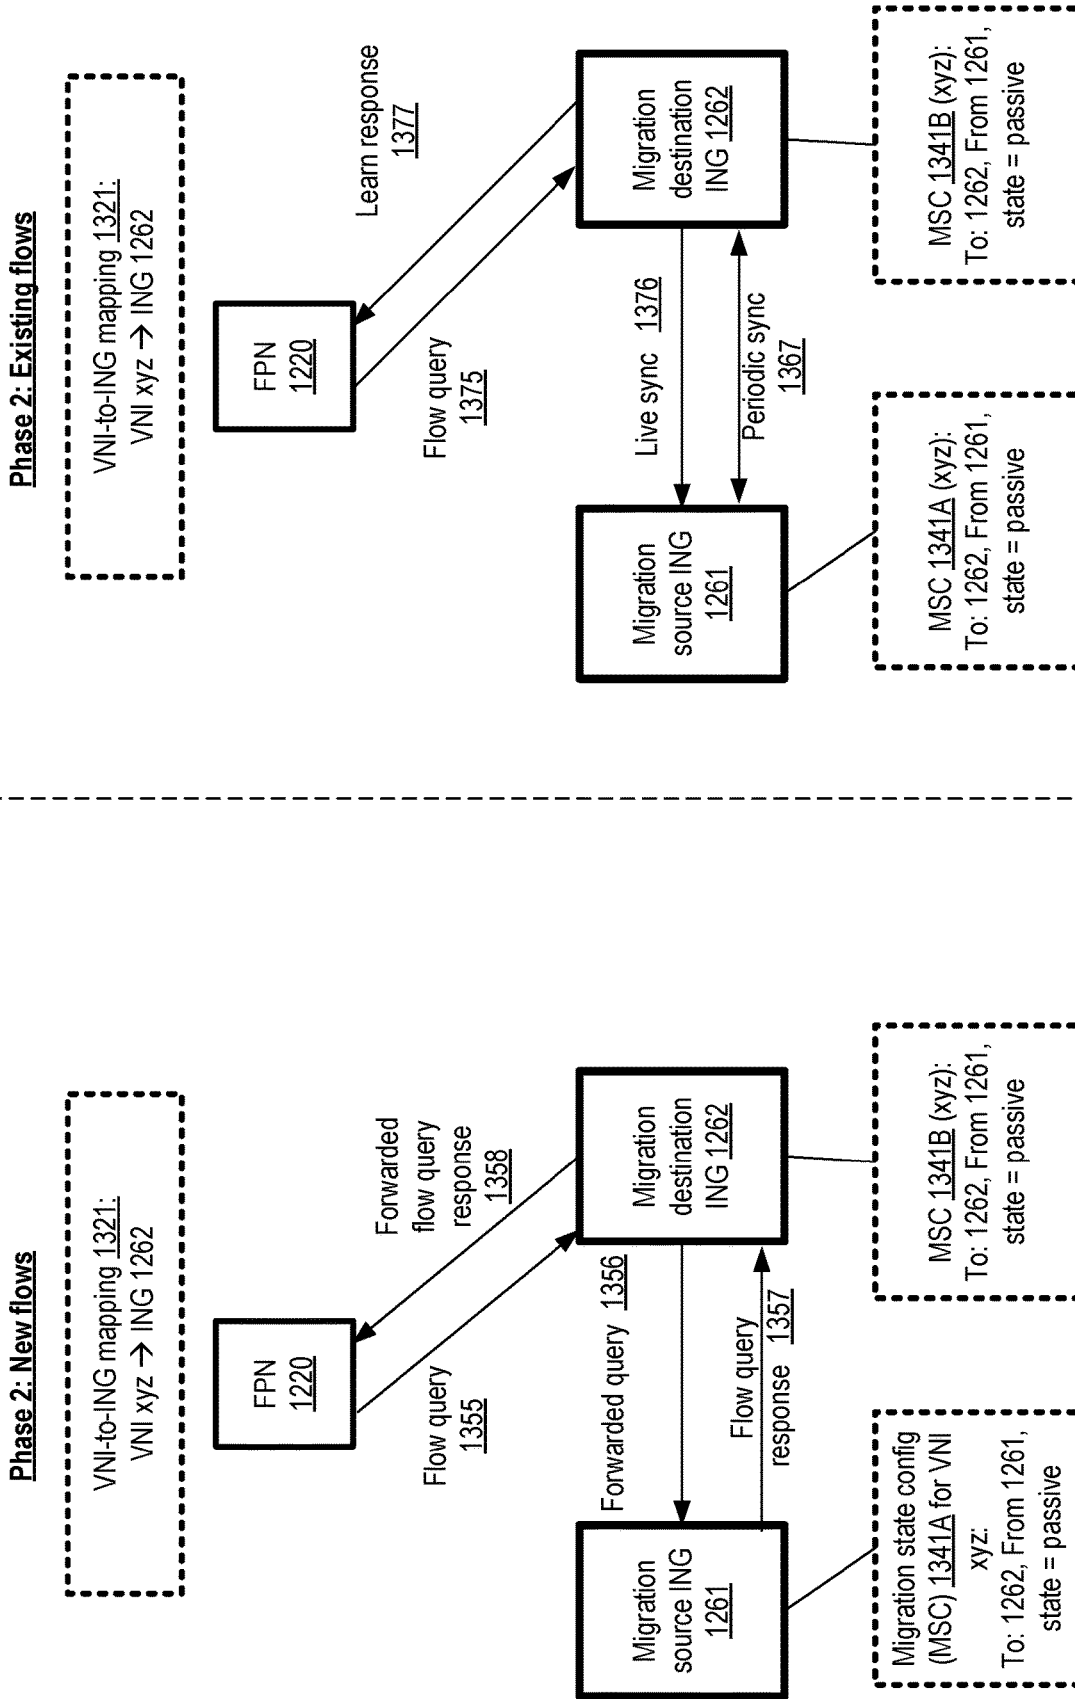 Phase 2: New flows
VNI-to-ING mapping 1321:
VNI xyz → ING 1262
FPN
1220
Flow query
1355
Forwarded
flow query
response
1358
Migration
source ING
1261
Forwarded query 1356
Flow query
response 1357
Migration
destination
ING 1262
Migration state config
(MSC) 1341A for VNI
xyz:
To: 1262, From 1261,
state = passive
MSC 1341B (xyz):
To: 1262, From 1261,
state = passive
Phase 2: Existing flows
VNI-to-ING mapping 1321:
VNI xyz → ING 1262
FPN
1220
Flow query
1375
Learn response
1377
Migration
source ING
1261
Live sync 1376
Periodic sync
1367
Migration
destination
ING 1262
MSC 1341A (xyz):
To: 1262, From 1261,
state = passive
MSC 1341B (xyz):
To: 1262, From 1261,
state = passive